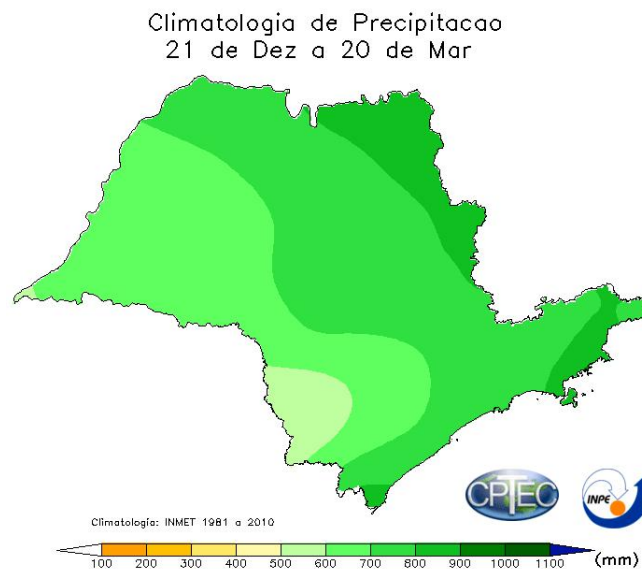 Climatologia de Precipitacao
21 de Dez a 20 de Mar
CPTEC
INPE
Climatologia: INMET 1981 a 2010
100 200 300 400 500 600 700 800 900 1000 1100 (mm)